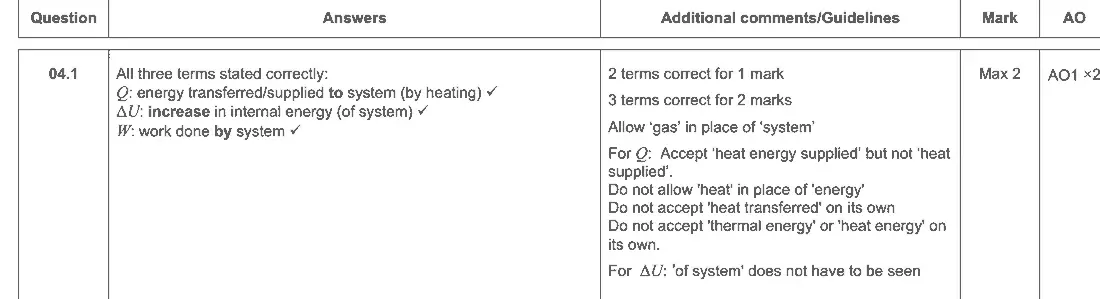 Question Answers Additional comments/Guidelines Mark AO
04.1 All three terms stated correctly: 2 terms correct for 1 mark Max 2 AO1 ×2
Q: energy transferred/supplied to system (by heating) ✓
3 terms correct for 2 marks
ΔU: increase in internal energy (of system) ✓
Allow ‘gas’ in place of ‘system’
W: work done by system ✓
For Q: Accept ‘heat energy supplied’ but not ‘heat
supplied’.
Do not allow 'heat' in place of 'energy'
Do not accept 'heat transferred' on its own
Do not accept 'thermal energy' or 'heat energy' on
its own.
For ΔU: 'of system' does not have to be seen